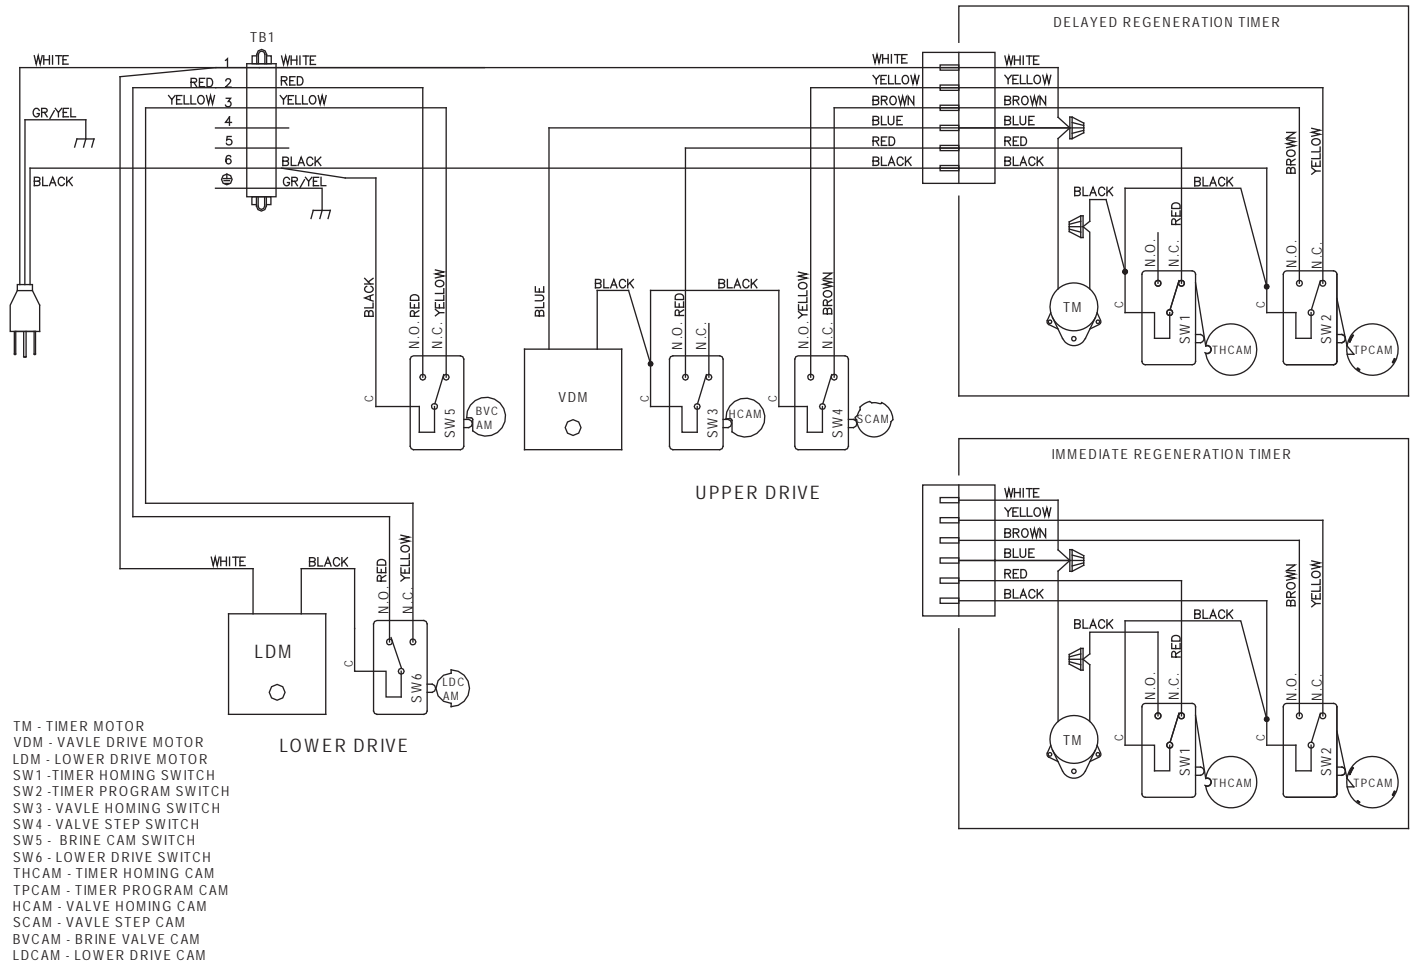 DELAYED REGENERATION TIMER
TB1
WHITE 1 WHITE WHITE WHITE
RED 2 RED YELLOW YELLOW
YELLOW 3 YELLOW BROWN BROWN
GR/YEL
4 BLUE BLUE
5 RED RED
6 BLACK BLACK BLACK
BLACK GR/YEL
BROWN
YELLOW
BLACK BLACK
RED
N.O.
N.C.
N.O.
N.C.
BLACK
N.O. RED
N.C. YELLOW
BLUE
BLACK BLACK
N.O. RED
N.C.
N.O. YELLOW
N.C. BROWN
TM
C
SW1
THCAM
C
SW2
TPCAM
C
SW5
BVC
AM
VDM
C
SW3
HCAM
C
SW4
SCAM
UPPER DRIVE
IMMEDIATE REGENERATION TIMER
WHITE
YELLOW
BROWN
BLUE
RED
BLACK
BROWN
YELLOW
BLACK BLACK
RED
N.O.
N.C.
N.O.
N.C.
TM
C
SW1
THCAM
C
SW2
TPCAM
WHITE BLACK
N.O. RED
N.C. YELLOW
LDM
C
SW6
LDC
AM
LOWER DRIVE
TM - TIMER MOTOR
VDM - VAVLE DRIVE MOTOR
LDM - LOWER DRIVE MOTOR
SW1 -TIMER HOMING SWITCH
SW2 -TIMER PROGRAM SWITCH
SW3 - VAVLE HOMING SWITCH
SW4 - VALVE STEP SWITCH
SW5 - BRINE CAM SWITCH
SW6 - LOWER DRIVE SWITCH
THCAM - TIMER HOMING CAM
TPCAM - TIMER PROGRAM CAM
HCAM - VALVE HOMING CAM
SCAM - VAVLE STEP CAM
BVCAM - BRINE VALVE CAM
LDCAM - LOWER DRIVE CAM